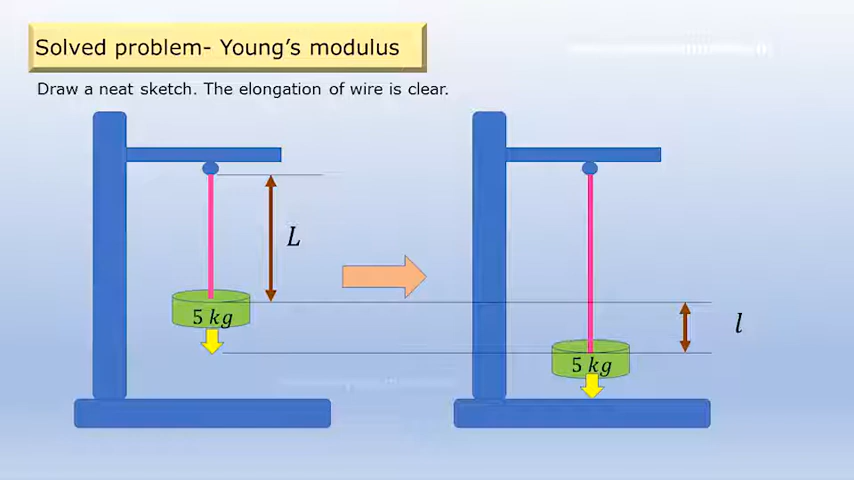 Solved problem- Young’s modulus
Draw a neat sketch. The elongation of wire is clear.
L
5 kg
l
5 kg